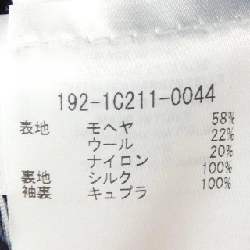 192-1C211-0044
表地 モヘヤ 58%
ウール 22%
ナイロン 20%
裏地 シルク 100%
袖裏 キュプラ 100%